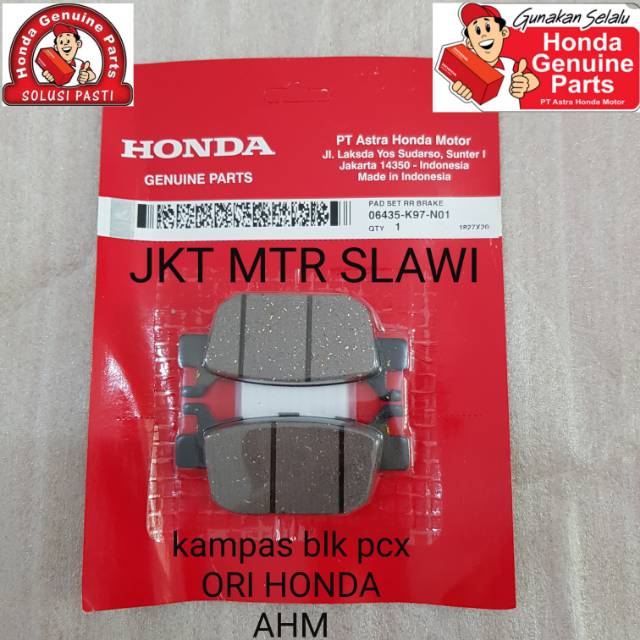 Honda Genuine Parts
SOLUSI PASTI
Gunakan Selalu
Honda
Genuine
Parts
PT Astra Honda Motor
HONDA
GENUINE PARTS
PT Astra Honda Motor
Jl. Laksda Yos Sudarso, Sunter I
Jakarta 14350 - Indonesia
Made in Indonesia
PAD SET RR BRAKE
06435-K97-N01
QTY 1
JKT MTR SLAWI
kampas blk pcx
ORI HONDA
AHM